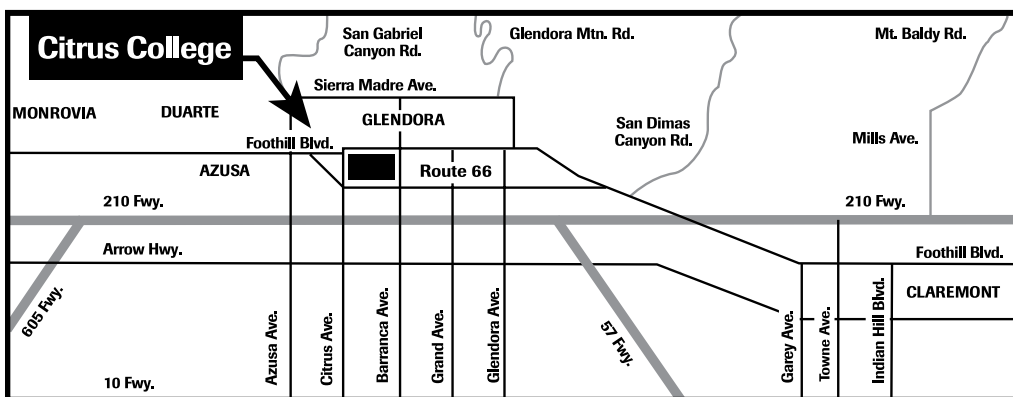 Citrus College
San Gabriel
Canyon Rd.
Glendora Mtn. Rd.
Mt. Baldy Rd.
Sierra Madre Ave.
MONROVIA
DUARTE
GLENDORA
San Dimas
Canyon Rd.
Mills Ave.
Foothill Blvd.
AZUSA
Route 66
210 Fwy.
210 Fwy.
Arrow Hwy.
Foothill Blvd.
605 Fwy.
Azusa Ave.
Citrus Ave.
Barranca Ave.
Grand Ave.
Glendora Ave.
57 Fwy.
Garey Ave.
Towne Ave.
Indian Hill Blvd.
CLAREMONT
10 Fwy.